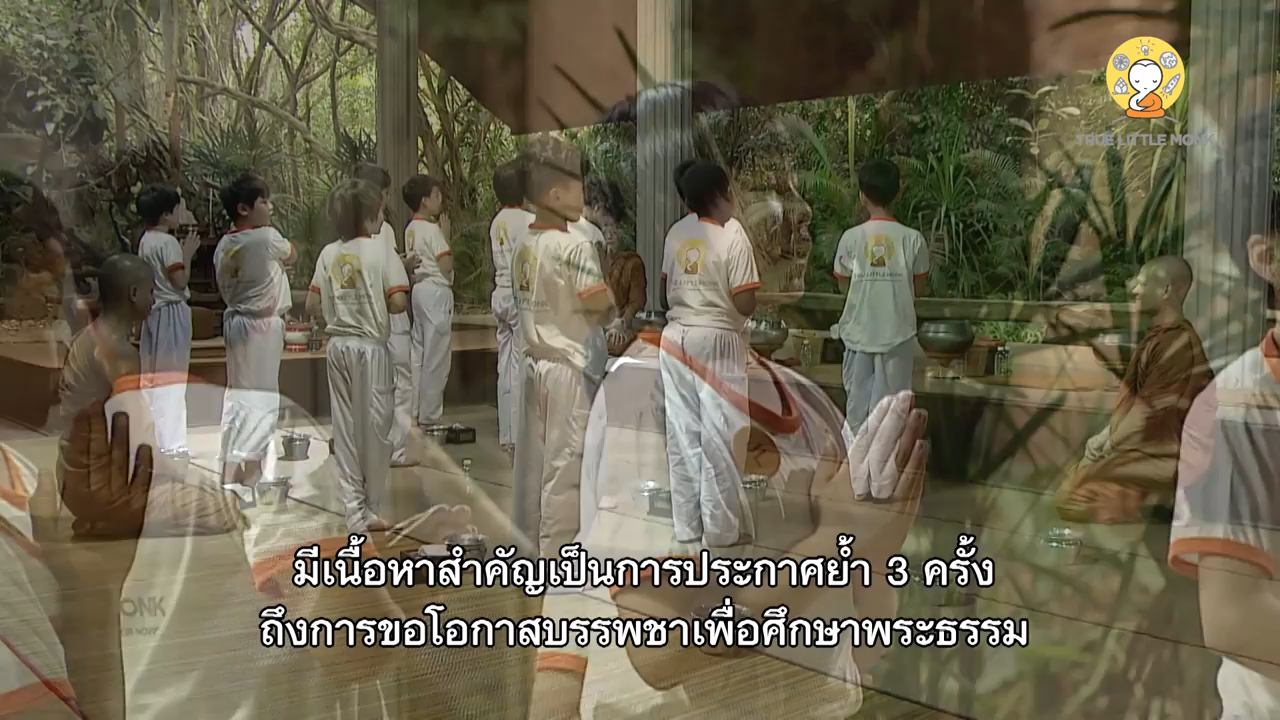 TRUE LITTLE MONK
TRUE LITTLE MONK
มีเนื้อหาสำคัญเป็นการประกาศย้ำ 3 ครั้ง
ถึงการขอโอกาสบรรพชาเพื่อศึกษาพระธรรม